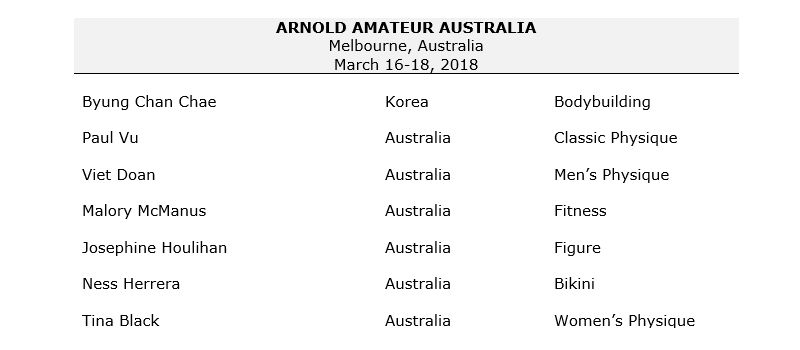 ARNOLD AMATEUR AUSTRALIA
Melbourne, Australia
March 16-18, 2018
Byung Chan Chae Korea Bodybuilding
Paul Vu Australia Classic Physique
Viet Doan Australia Men’s Physique
Malory McManus Australia Fitness
Josephine Houlihan Australia Figure
Ness Herrera Australia Bikini
Tina Black Australia Women’s Physique